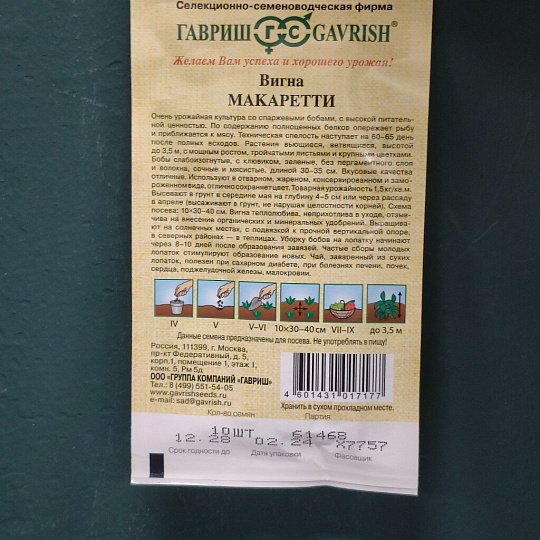 Селекционно-семеноводческая фирма
ГАВРИШ ГС GAVRISH®
Желаем Вам успеха и хорошего урожая!
Вигна
МАКАРЕТТИ
Очень урожайная культура со спаржевыми бобами, с высокой питатель-
ной ценностью. По содержанию полноценных белков опережает рыбу
и приближается к мясу. Техническая спелость наступает на 60–65 день
после полных всходов. Растения вьющиеся, ветвящиеся, высотой
до 3,5 м, с мощным ростом, тройчатыми листьями и крупными цветками.
Бобы слабоизогнутые, с клювиком, зеленые, без пергаментного слоя
и волокна, сочные и мясистые, длиной 30–35 см. Вкусовые качества
отличные. Используют в отварном, жареном, консервированном и замо-
роженном виде, отлично сохраняет цвет. Товарная урожайность 1,5 кг/кв.м.
Высевают в грунт в середине мая на глубину 4–5 см или через рассаду
в апреле (высаживают в грунт, не нарушая целостности корней). Схема
посева: 10×30–40 см. Вигна теплолюбива, неприхотлива в уходе, отзы-
чива на внесение органических и минеральных удобрений. Выращива-
ют на солнечных местах, с подвязкой к прочной вертикальной опоре,
в северных районах — в теплицах. Уборку бобов на лопатку начинают
через 8–10 дней после образования завязей. Частые сборы молодых
лопаток стимулируют образование новых. Чай, заваренный из сухих
лопаток, полезен при сахарном диабете, при болезнях печени, почек,
сердца, поджелудочной железы, малокровии.
IV V V–VI 10×30–40 см VII–IX до 3,5 м
Данные семена предназначены для посева. Не употреблять в пищу!
Россия, 111399, г. Москва,
пр-кт Федеративный, д. 5,
корп.1, помещение 1, этаж 1,
комн. 5, Рм 5д
ООО "ГРУППА КОМПАНИЙ "ГАВРИШ"
Тел.: 8 (499) 551-54-05
www.gavrishseeds.ru
e-mail: sad@gavrish.ru
4 601431 017177
Хранить в сухом прохладном месте.
Кол-во семян Партия
10шт 61468
12.28 02.24 X7757
Срок годности до Дата упаковки Фасовщик